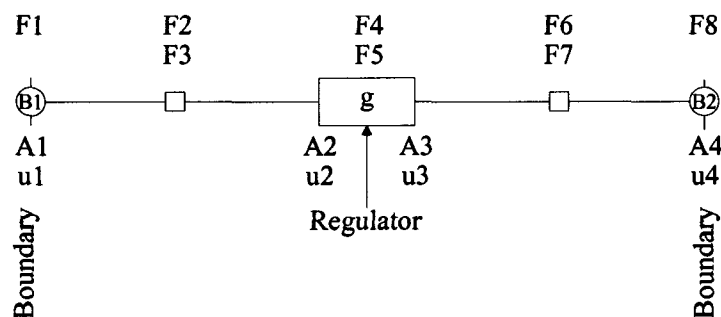 F1 F2 F4 F6 F8
F3 F5 F7
B1 g B2
A1 A2 A3 A4
u1 u2 u3 u4
Regulator
Boundary
Boundary